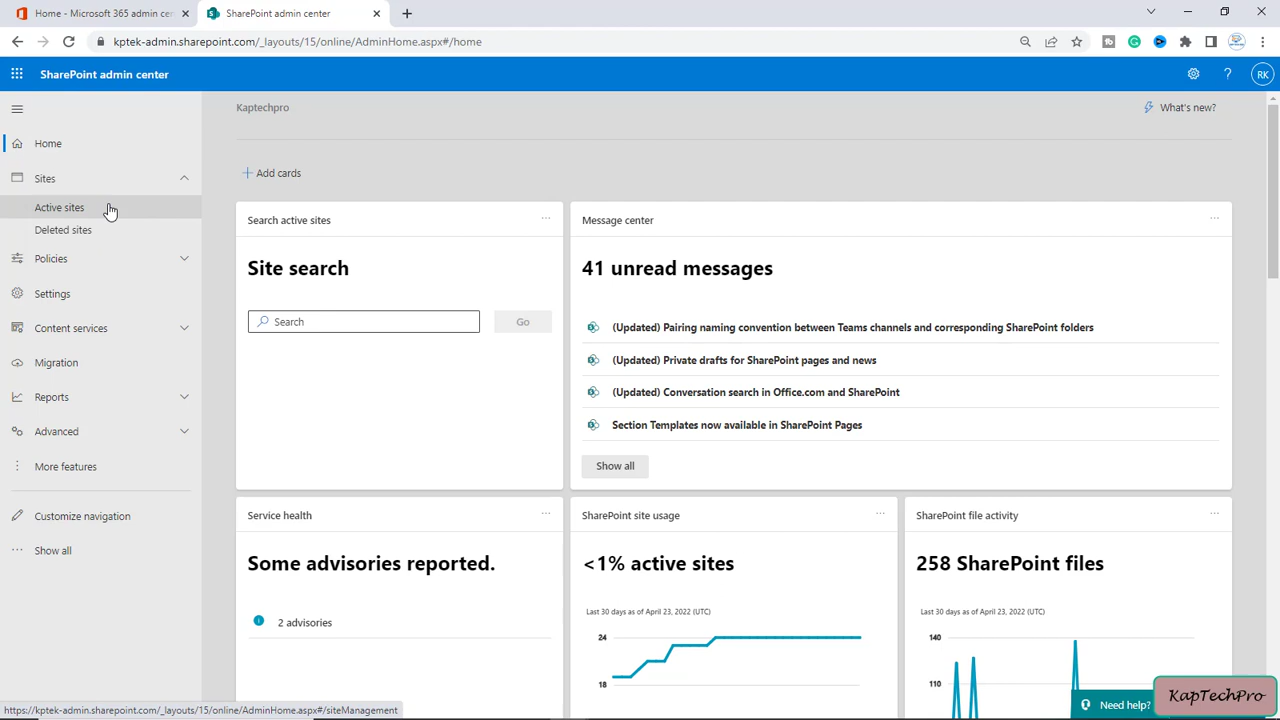 Home - Microsoft 365 admin cen
SharePoint admin center
kptek-admin.sharepoint.com/_layouts/15/online/AdminHome.aspx#/home
SharePoint admin center
RK
Home
Sites
Active sites
Deleted sites
Policies
Settings
Content services
Migration
Reports
Advanced
More features
Customize navigation
Show all
Kaptechpro
What's new?
Add cards
Search active sites
Site search
Search
Go
Message center
41 unread messages
(Updated) Pairing naming convention between Teams channels and corresponding SharePoint folders
(Updated) Private drafts for SharePoint pages and news
(Updated) Conversation search in Office.com and SharePoint
Section Templates now available in SharePoint Pages
Show all
Service health
Some advisories reported.
2 advisories
SharePoint site usage
<1% active sites
Last 30 days as of April 23, 2022 (UTC)
24
18
SharePoint file activity
258 SharePoint files
Last 30 days as of April 23, 2022 (UTC)
140
110
Need help?
KapTechPro
https://kptek-admin.sharepoint.com/_layouts/15/online/AdminHome.aspx#/siteManagement